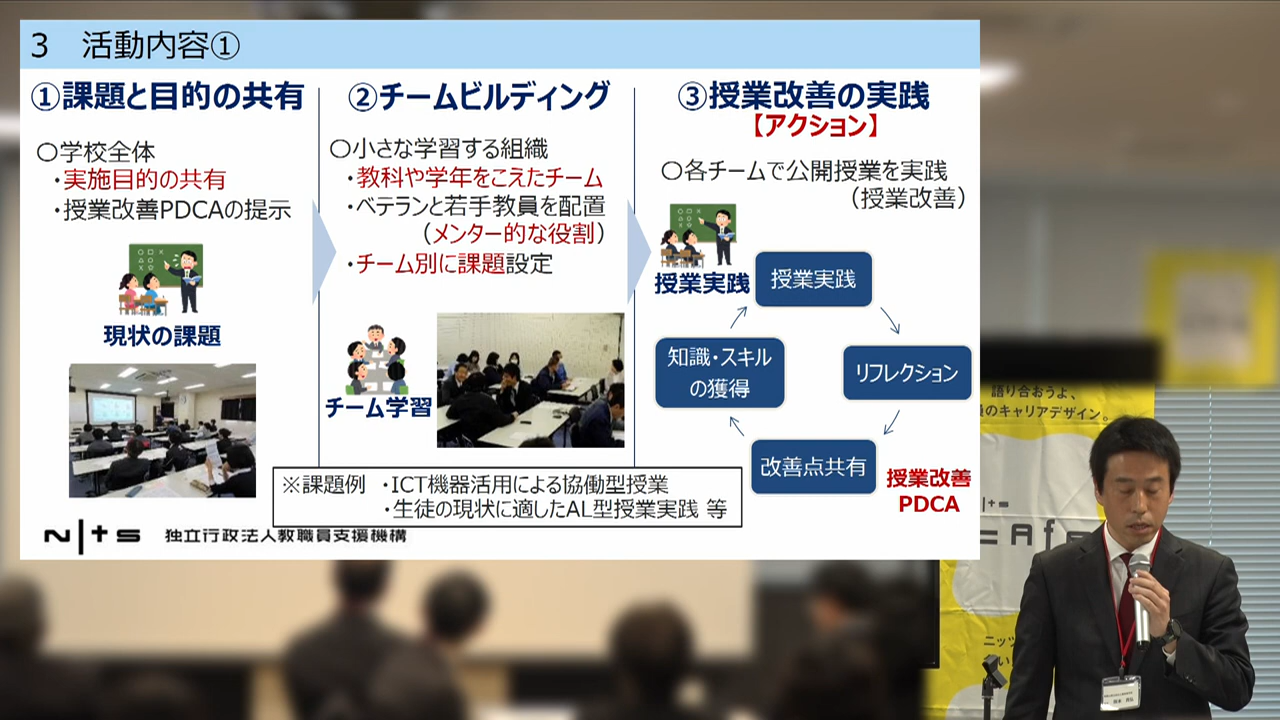 3 活動内容①
①課題と目的の共有
○学校全体
・実施目的の共有
・授業改善PDCAの提示
現状の課題
②チームビルディング
○小さな学習する組織
・教科や学年をこえたチーム
・ベテランと若手教員を配置
（メンター的な役割）
・チーム別に課題設定
チーム学習
③授業改善の実践
【アクション】
○各チームで公開授業を実践
（授業改善）
授業実践
授業実践
リフレクション
改善点共有
知識・スキル
の獲得
授業改善
PDCA
※課題例 ・ICT機器活用による協働型授業
・生徒の現状に適したAL型授業実践 等
N|+S 独立行政法人教職員支援機構
語り合おうよ、
のキャリアデザイン。
ニッツ